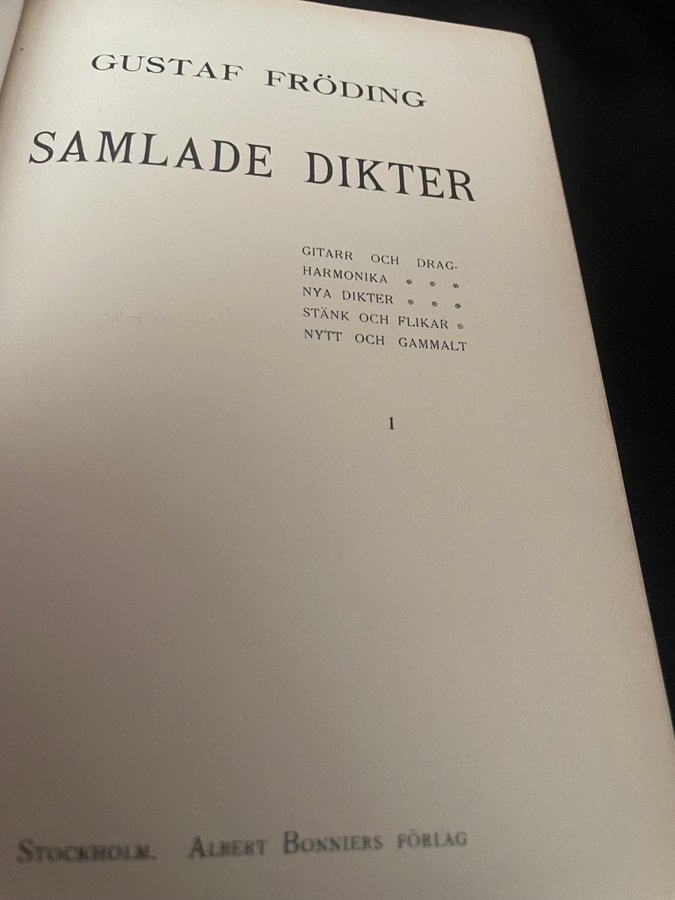 GUSTAF FRÖDING
SAMLADE DIKTER
GITARR OCH DRAG-
HARMONIKA * * *
NYA DIKTER * * *
STÄNK OCH FLIKAR *
NYTT OCH GAMMALT
I
STOCKHOLM. ALBERT BONNIERS FÖRLAG